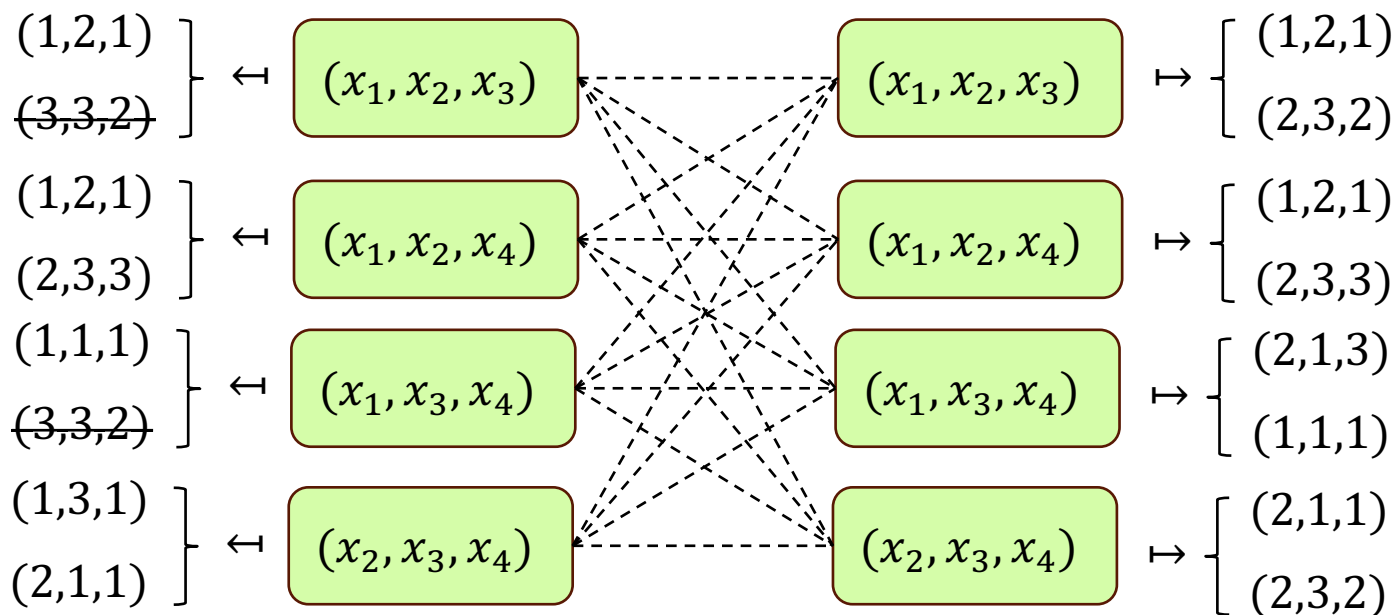 (1,2,1) ↤ (x₁, x₂, x₃) (x₁, x₂, x₃) ↦ (1,2,1)
(3,3,2) (2,3,2)
(1,2,1) ↤ (x₁, x₂, x₄) (x₁, x₂, x₄) ↦ (1,2,1)
(2,3,3) (2,3,3)
(1,1,1) ↤ (x₁, x₃, x₄) (x₁, x₃, x₄) ↦ (2,1,3)
(3,3,2) (1,1,1)
(1,3,1) ↤ (x₂, x₃, x₄) (x₂, x₃, x₄) ↦ (2,1,1)
(2,1,1) (2,3,2)